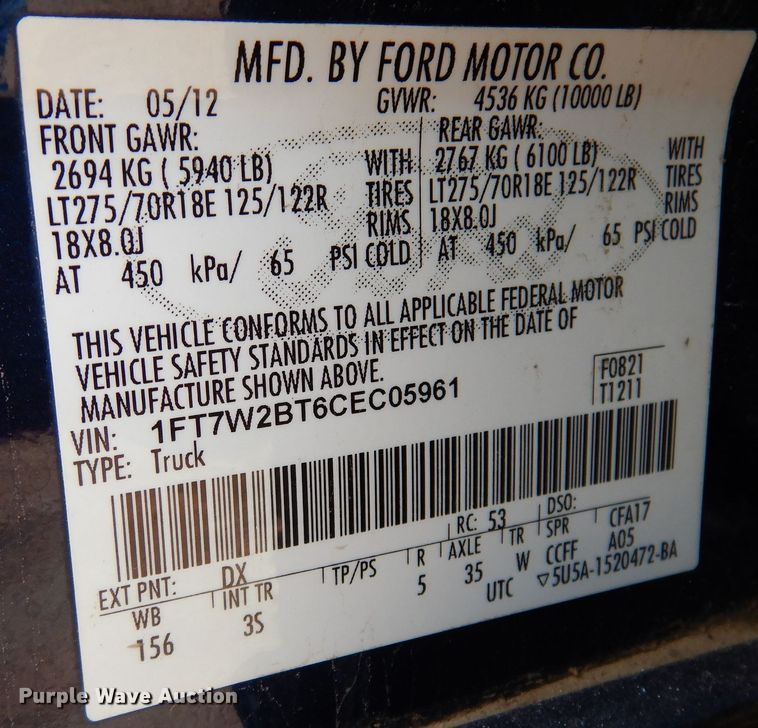 MFD. BY FORD MOTOR CO.
DATE: 05/12 GVWR: 4536 KG (10000 LB)
FRONT GAWR: REAR GAWR:
2694 KG ( 5940 LB) WITH 2767 KG ( 6100 LB) WITH
LT275/70R18E 125/122R TIRES LT275/70R18E 125/122R TIRES
18X8.0J RIMS 18X8.0J RIMS
AT 450 kPa/ 65 PSI COLD AT 450 kPa/ 65 PSI COLD
THIS VEHICLE CONFORMS TO ALL APPLICABLE FEDERAL MOTOR
VEHICLE SAFETY STANDARDS IN EFFECT ON THE DATE OF
MANUFACTURE SHOWN ABOVE.
VIN: 1FT7W2BT6CEC05961 F0821
TYPE: Truck T1211
RC: 53 DSO:
EXT PNT: DX TP/PS R AXLE TR SPR CFA17
WB INT TR 5 35 W CCFF A05
156 3S UTC ▽5U5A-1520472-BA
Purple Wave Auction